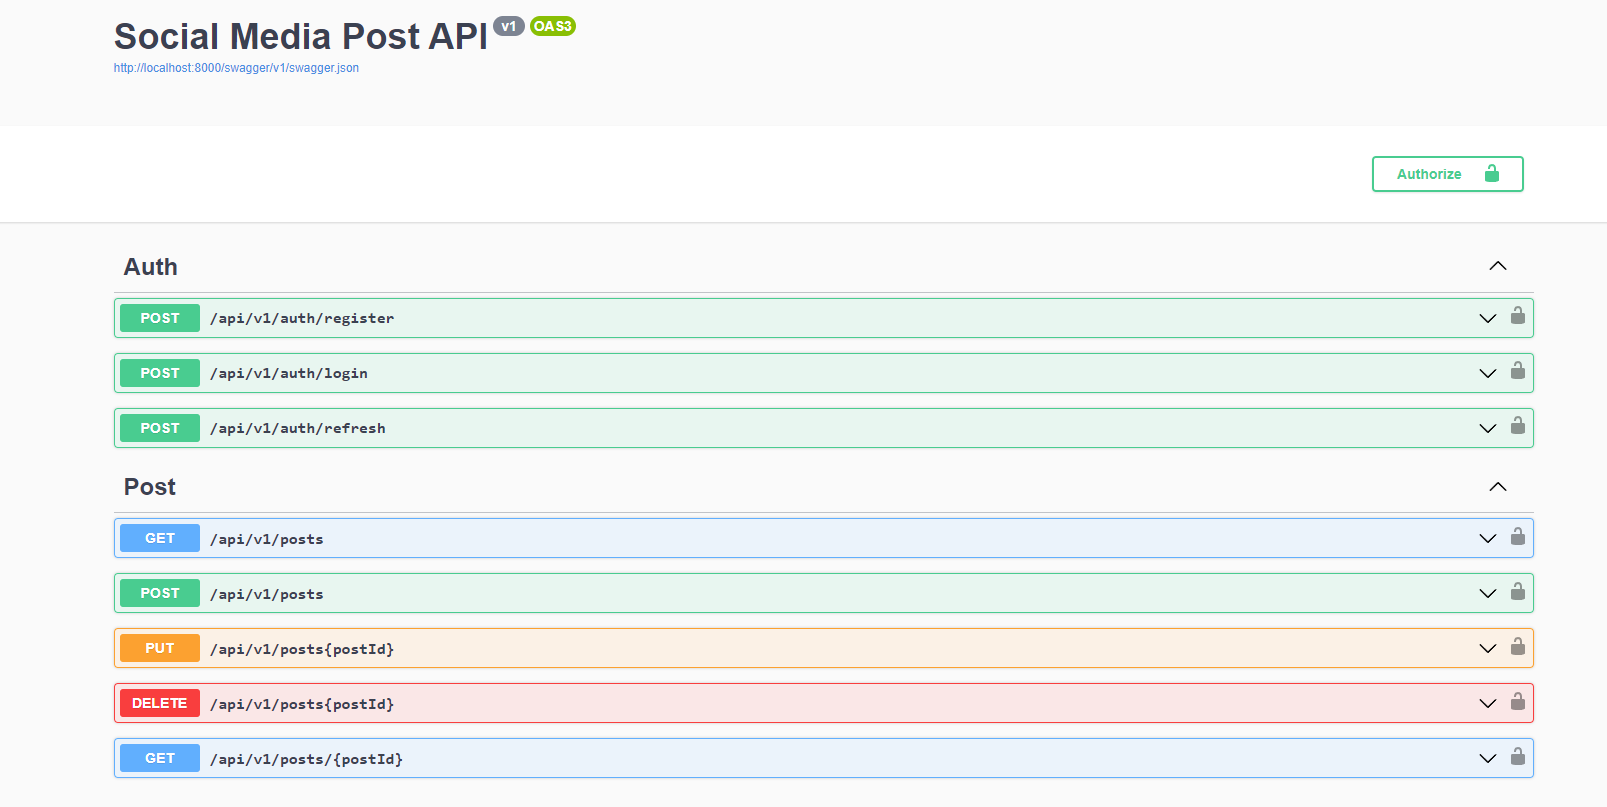 Social Media Post API v1 OAS3
http://localhost:8000/swagger/v1/swagger.json
Authorize
Auth
POST /api/v1/auth/register
POST /api/v1/auth/login
POST /api/v1/auth/refresh
Post
GET /api/v1/posts
POST /api/v1/posts
PUT /api/v1/posts{postId}
DELETE /api/v1/posts{postId}
GET /api/v1/posts/{postId}